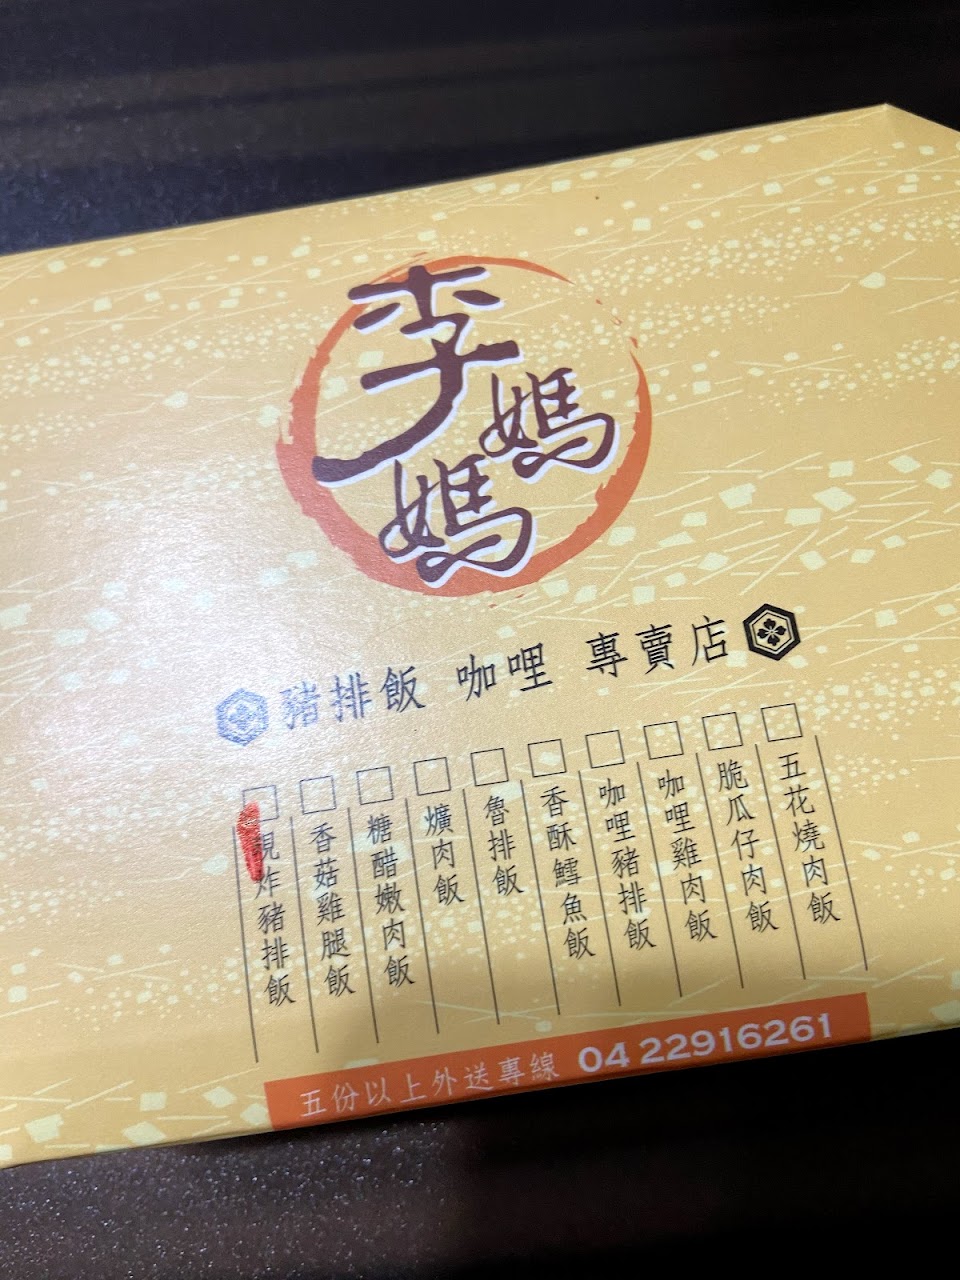 李媽媽
豬排飯 咖哩 專賣店
五花燒肉飯
脆瓜仔肉飯
咖哩雞肉飯
咖哩豬排飯
香酥鱈魚飯
魯排飯
爌肉飯
糖醋嫩肉飯
香菇雞腿飯
現炸豬排飯
五份以上外送專線 04 22916261